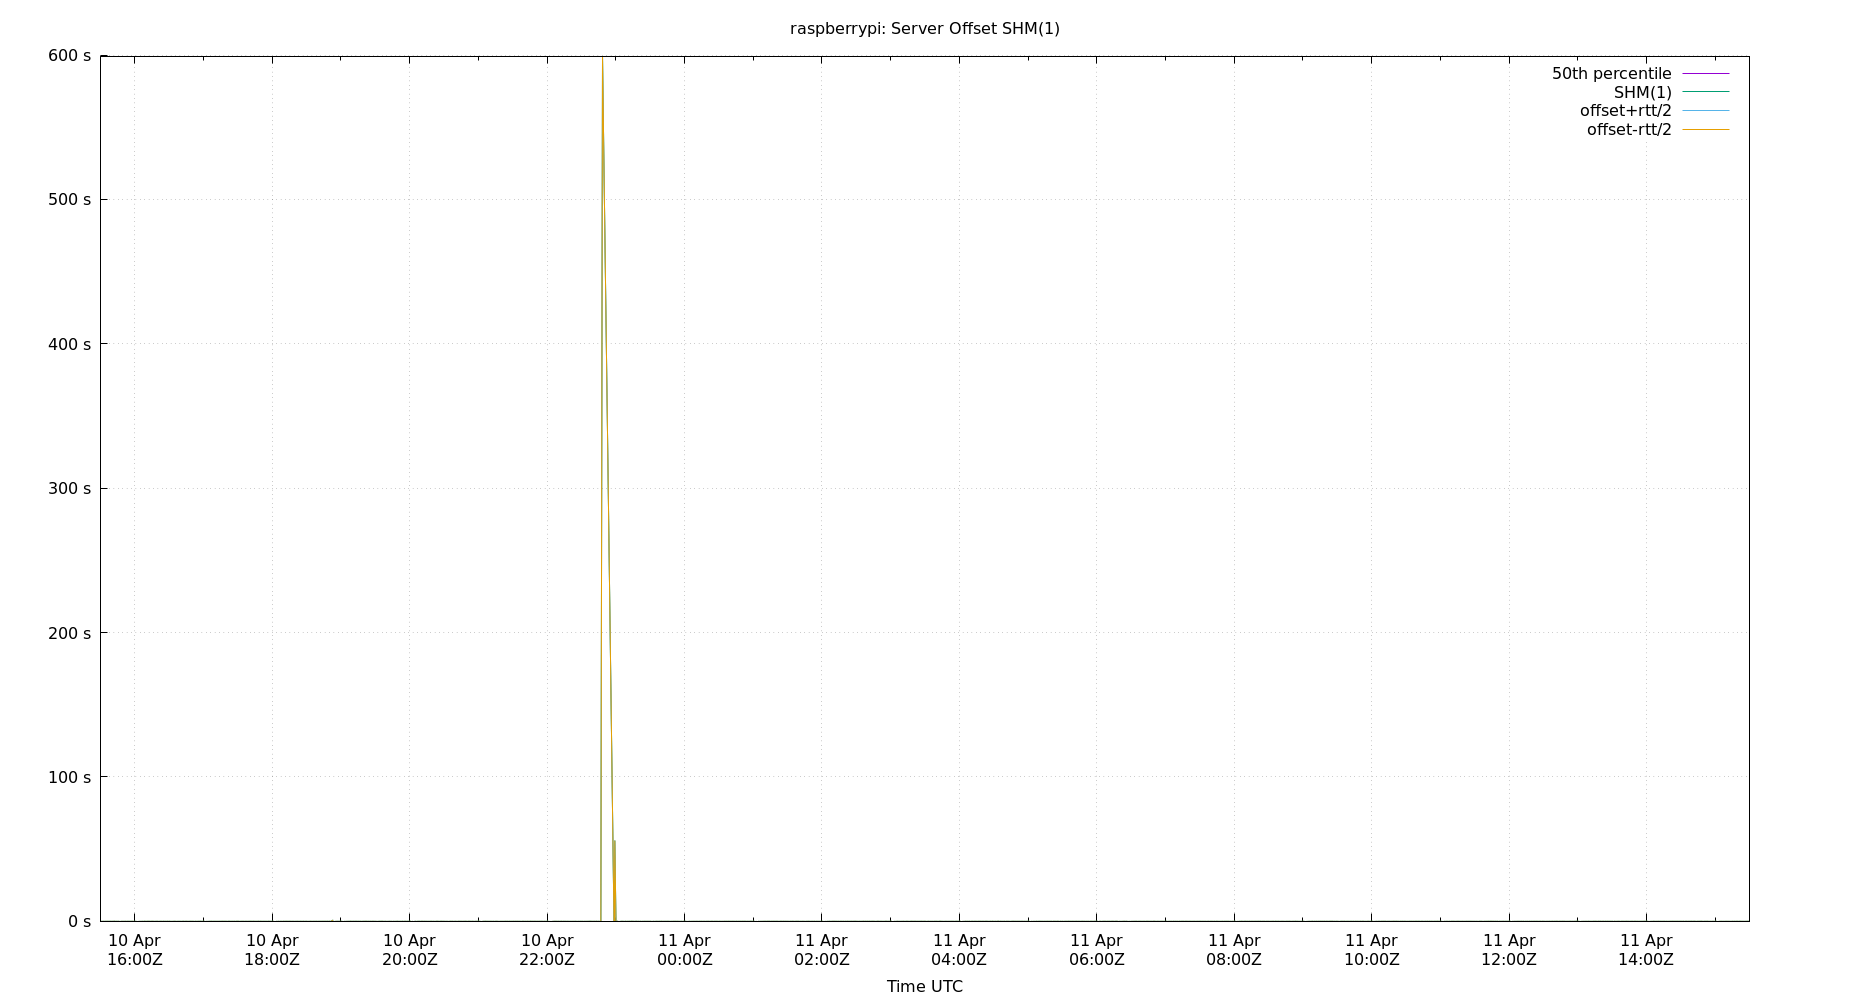 raspberrypi: Server Offset SHM(1)
600 s
500 s
400 s
300 s
200 s
100 s
0 s
50th percentile
SHM(1)
offset+rtt/2
offset-rtt/2
10 Apr 10 Apr 10 Apr 10 Apr 11 Apr 11 Apr 11 Apr 11 Apr 11 Apr 11 Apr 11 Apr 11 Apr
16:00Z 18:00Z 20:00Z 22:00Z 00:00Z 02:00Z 04:00Z 06:00Z 08:00Z 10:00Z 12:00Z 14:00Z
Time UTC